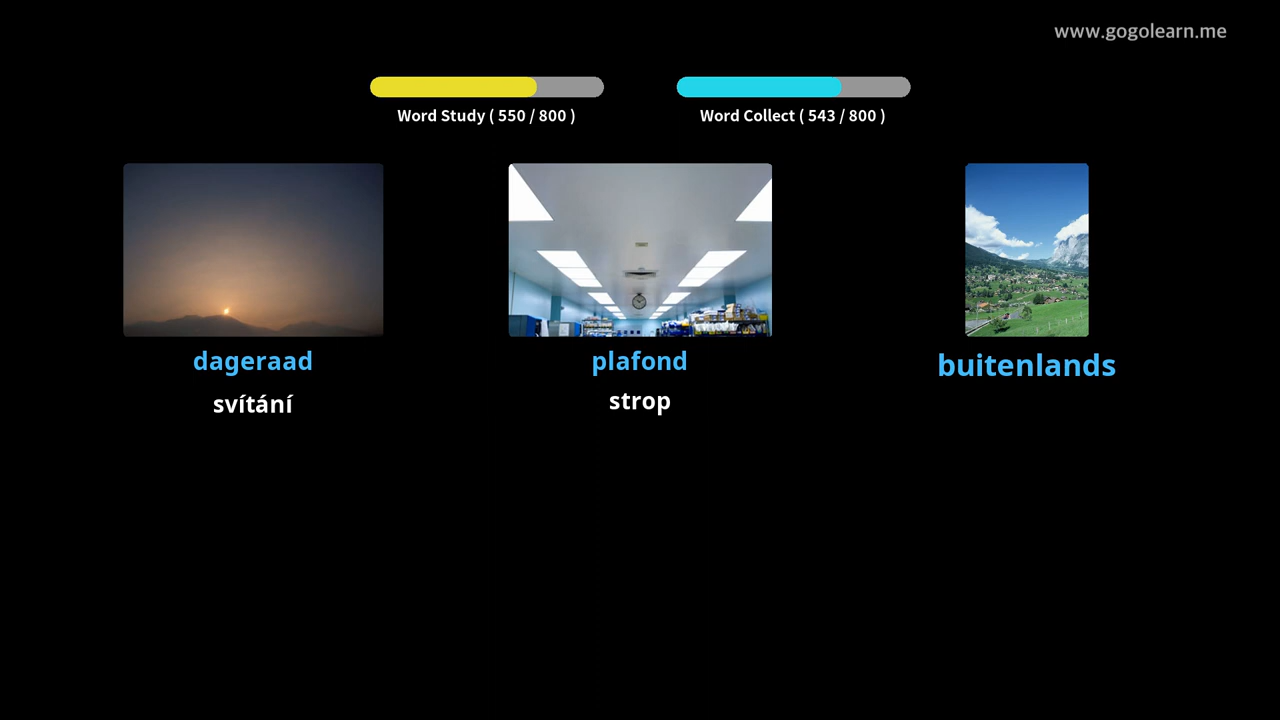 www.gogolearn.me
Word Study ( 550 / 800 )
Word Collect ( 543 / 800 )
dageraad
svítání
plafond
strop
buitenlands